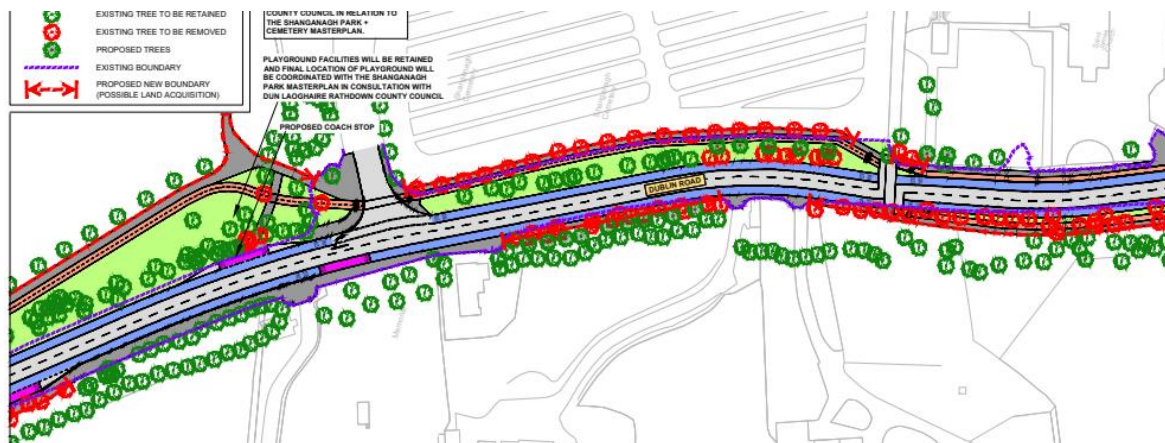 EXISTING TREE TO BE RETAINED
EXISTING TREE TO BE REMOVED
PROPOSED TREES
EXISTING BOUNDARY
PROPOSED NEW BOUNDARY
(POSSIBLE LAND ACQUISITION)
COUNTY COUNCIL IN RELATION TO
THE SHANGANAGH PARK +
CEMETERY MASTERPLAN.
PLAYGROUND FACILITIES WILL BE RETAINED
AND FINAL LOCATION OF PLAYGROUND WILL
BE COORDINATED WITH THE SHANGANAGH
PARK MASTERPLAN IN CONSULTATION WITH
DUN LAOGHAIRE RATHDOWN COUNTY COUNCIL
PROPOSED COACH STOP
DUBLIN ROAD